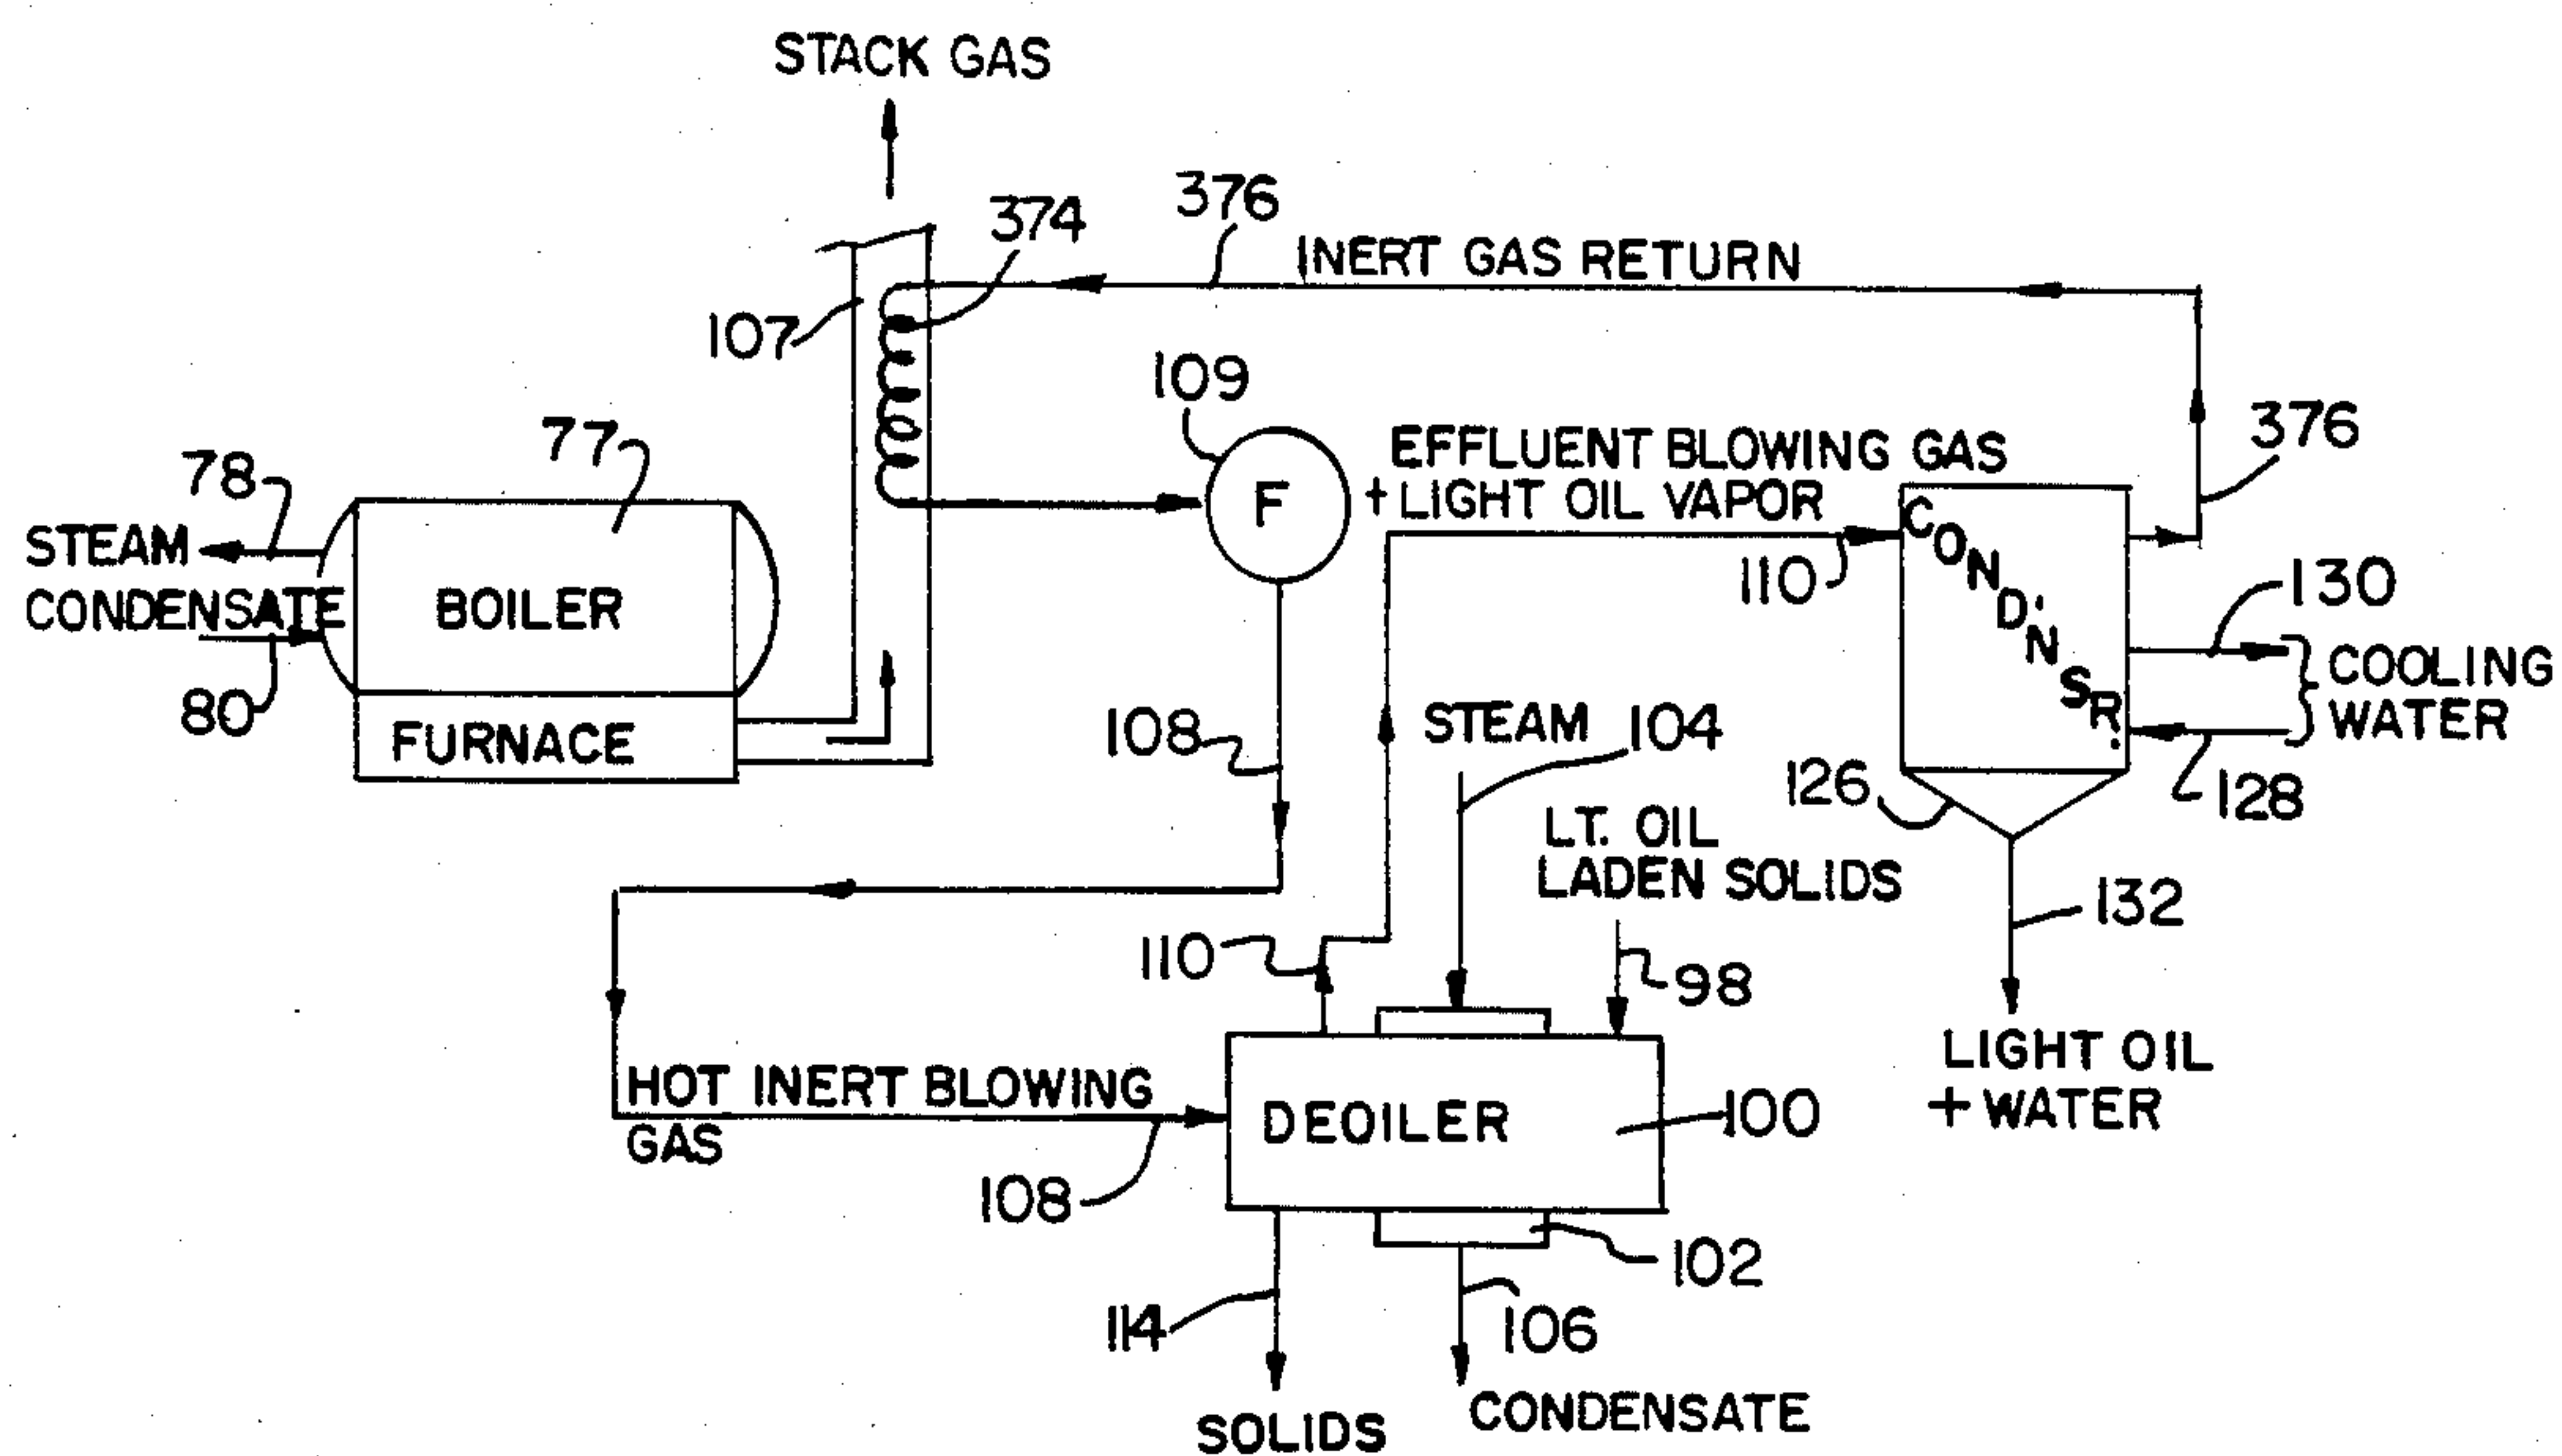 STACK GAS
374
376
INERT GAS RETURN
107
109
376
77
78
EFFLUENT BLOWING GAS
+ LIGHT OIL VAPOR
F
COND'NSR.
STEAM
CONDENSATE
BOILER
110
130
COOLING
WATER
80
FURNACE
108
STEAM
104
126
128
LT. OIL
LADEN SOLIDS
132
110
98
LIGHT OIL
+ WATER
HOT INERT BLOWING
GAS
DEOILER
100
108
102
114
106
CONDENSATE
SOLIDS